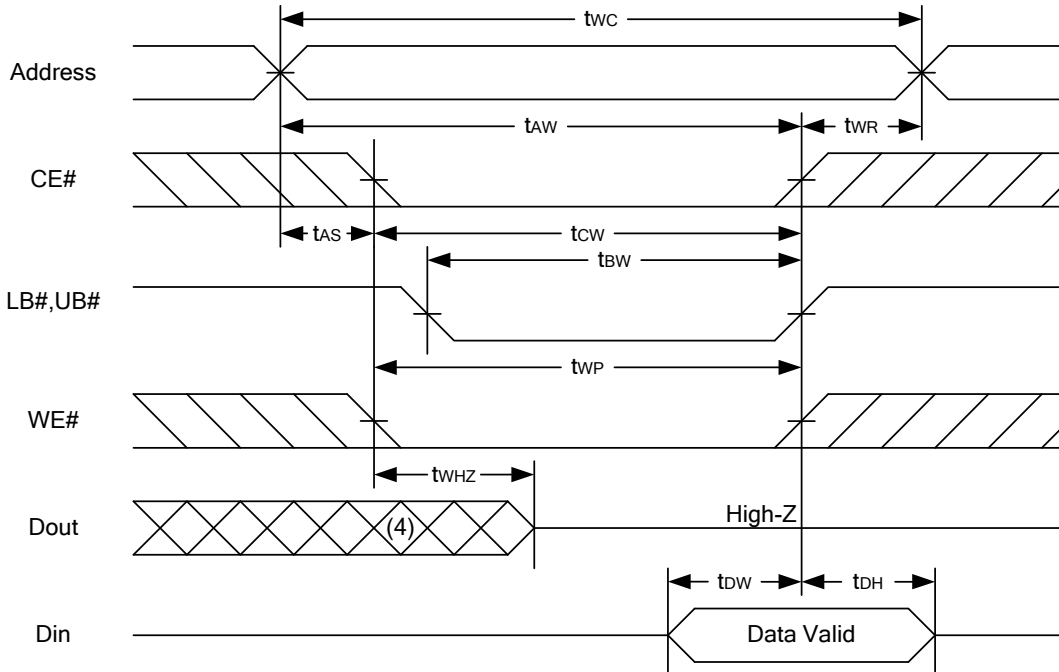 tWC
Address
tAW
tWR
CE#
tAS
tCW
tBW
LB#,UB#
tWP
WE#
tWHZ
Dout
(4)
High-Z
tDW
tDH
Din
Data Valid